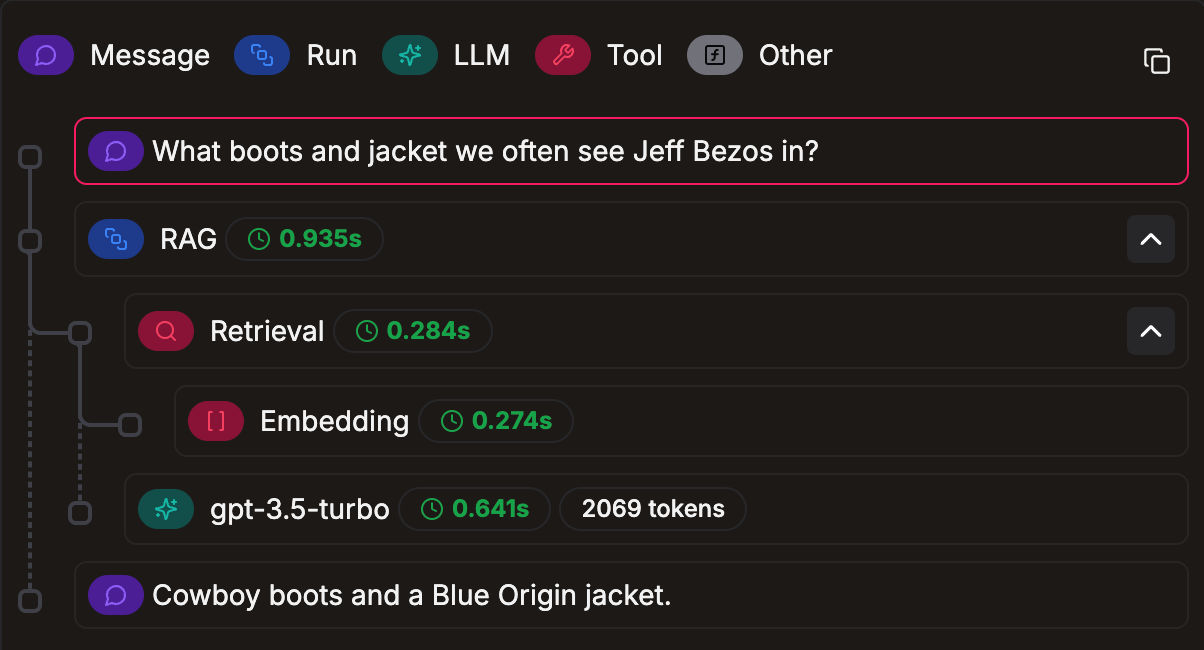 Message Run LLM Tool Other
What boots and jacket we often see Jeff Bezos in?
RAG 0.935s
Retrieval 0.284s
[ ] Embedding 0.274s
gpt-3.5-turbo 0.641s 2069 tokens
Cowboy boots and a Blue Origin jacket.